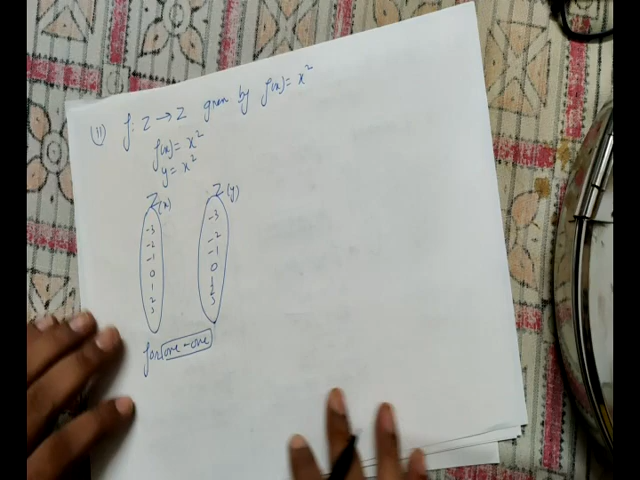 (ii) f: Z → Z given by f(x) = x²
f(x) = x²
y = x²
Z(x) Z(y)
-3 -3
-2 -2
-1 -1
0 0
1 1
2 2
3 3
for one-one